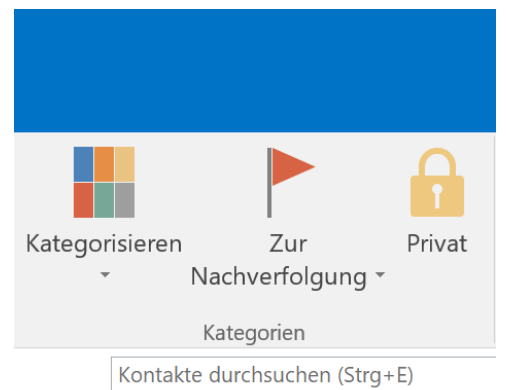 Kategorisieren
Zur Nachverfolgung
Privat
Kategorien
Kontakte durchsuchen (Strg+E)